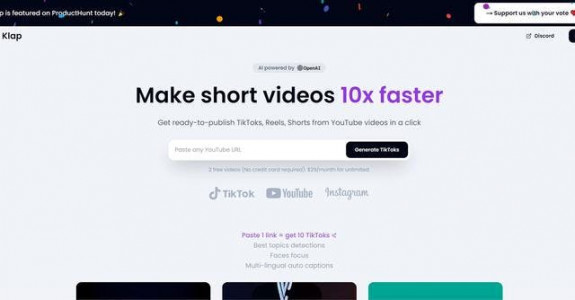 p is featured on ProductHunt today! 🎉
→ Support us with your vote ❤
Klap
Discord
AI powered by OpenAI
Make short videos 10x faster
Get ready-to-publish TikToks, Reels, Shorts from YouTube videos in a click
Paste any YouTube URL
Generate TikToks
2 free videos (No credit card required) $29/month for unlimited
TikTok
YouTube
Instagram
Paste 1 link = get 10 TikToks
Best topics detections
Faces focus
Multi-lingual auto captions